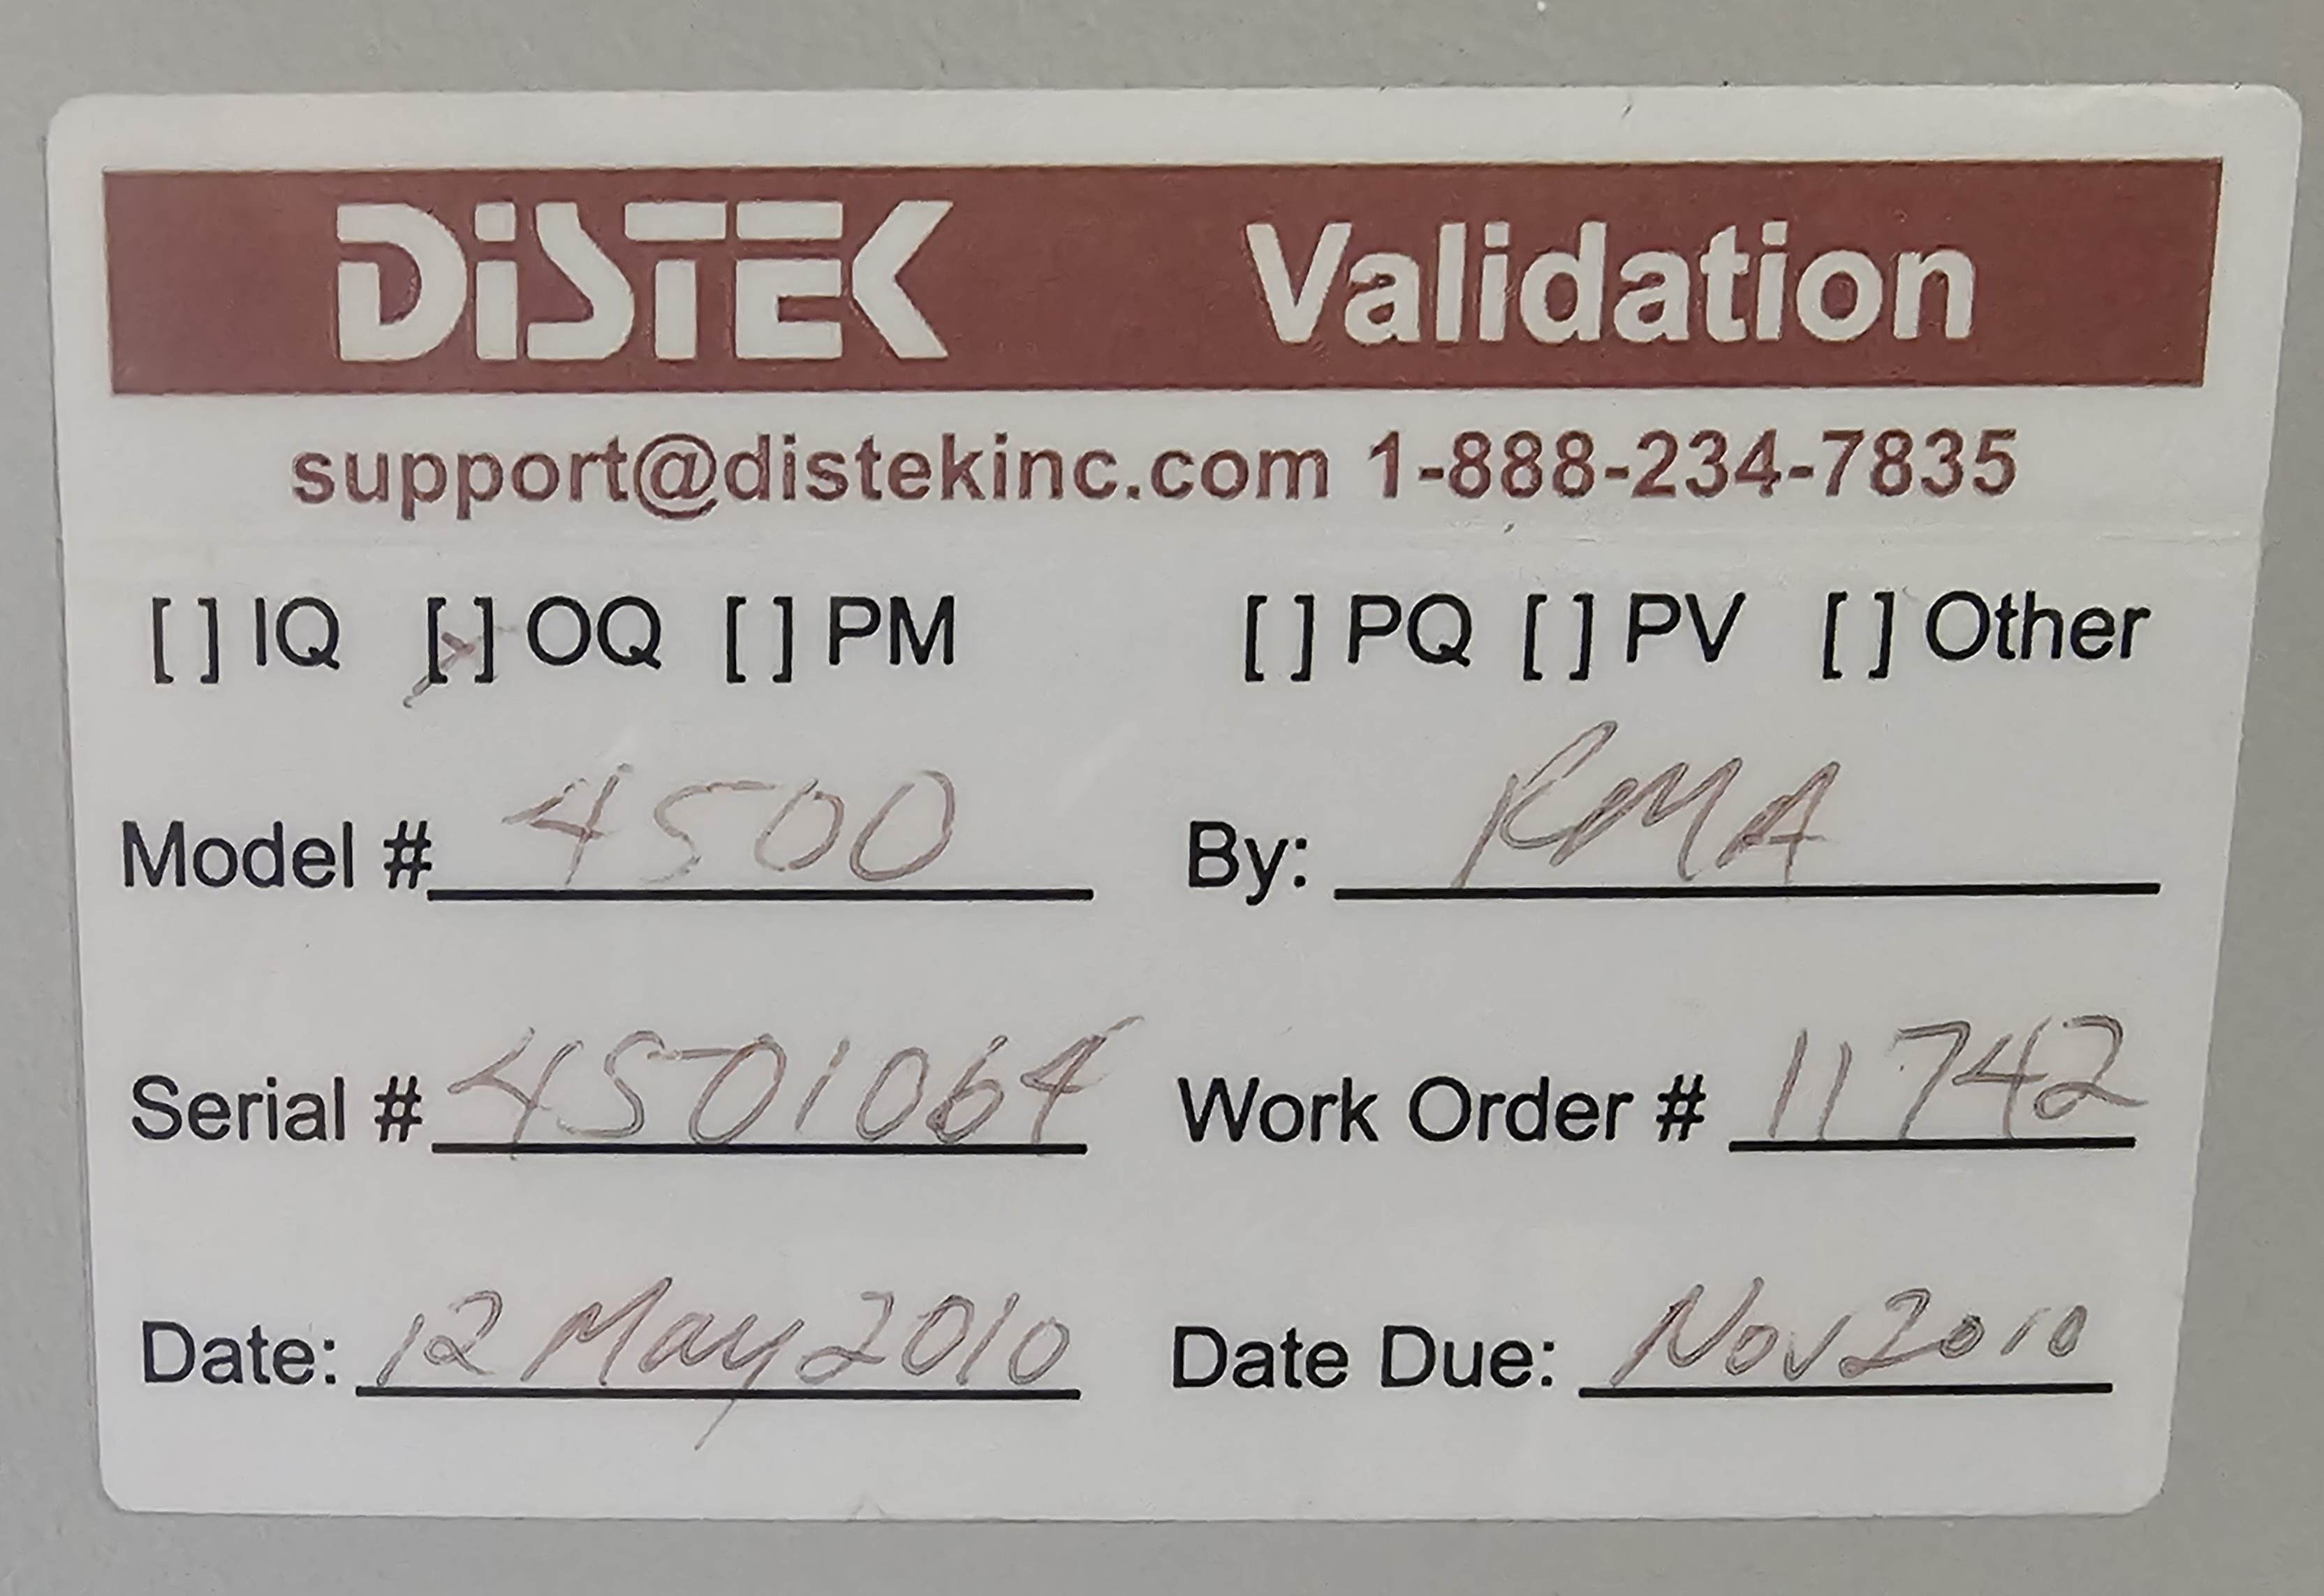 DiSTEK Validation
support@distekinc.com 1-888-234-7835
[ ] IQ [x] OQ [ ] PM [ ] PQ [ ] PV [ ] Other
Model # 4500 By: RMA
Serial # 4501064 Work Order # 11742
Date: 12 May 2010 Date Due: Nov 2010